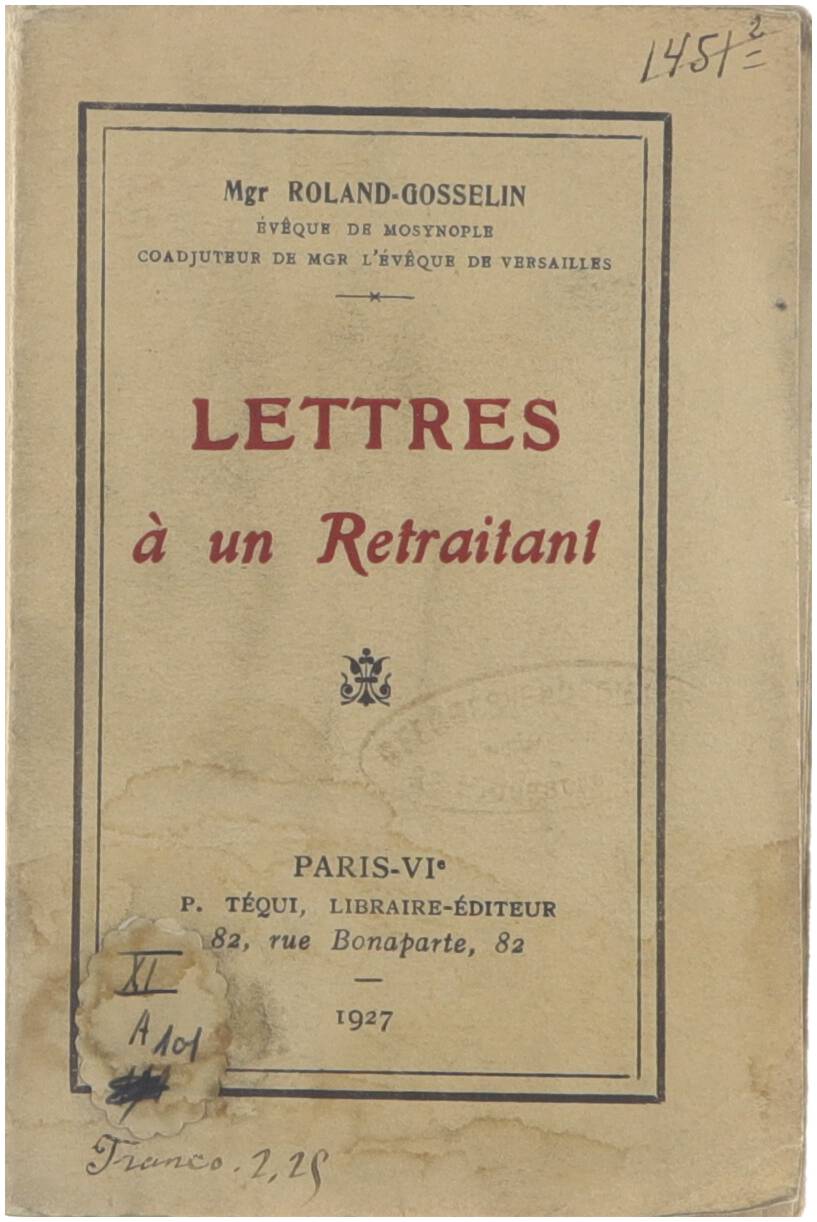 1451²
Mgr ROLAND-GOSSELIN
ÉVÊQUE DE MOSYNOPLE
COADJUTEUR DE MGR L'ÉVÊQUE DE VERSAILLES
LETTRES
à un Retraitant
PARIS-VIᵉ
P. TÉQUI, LIBRAIRE-ÉDITEUR
82, rue Bonaparte, 82
1927
XI
A 101
Franco. 2,25